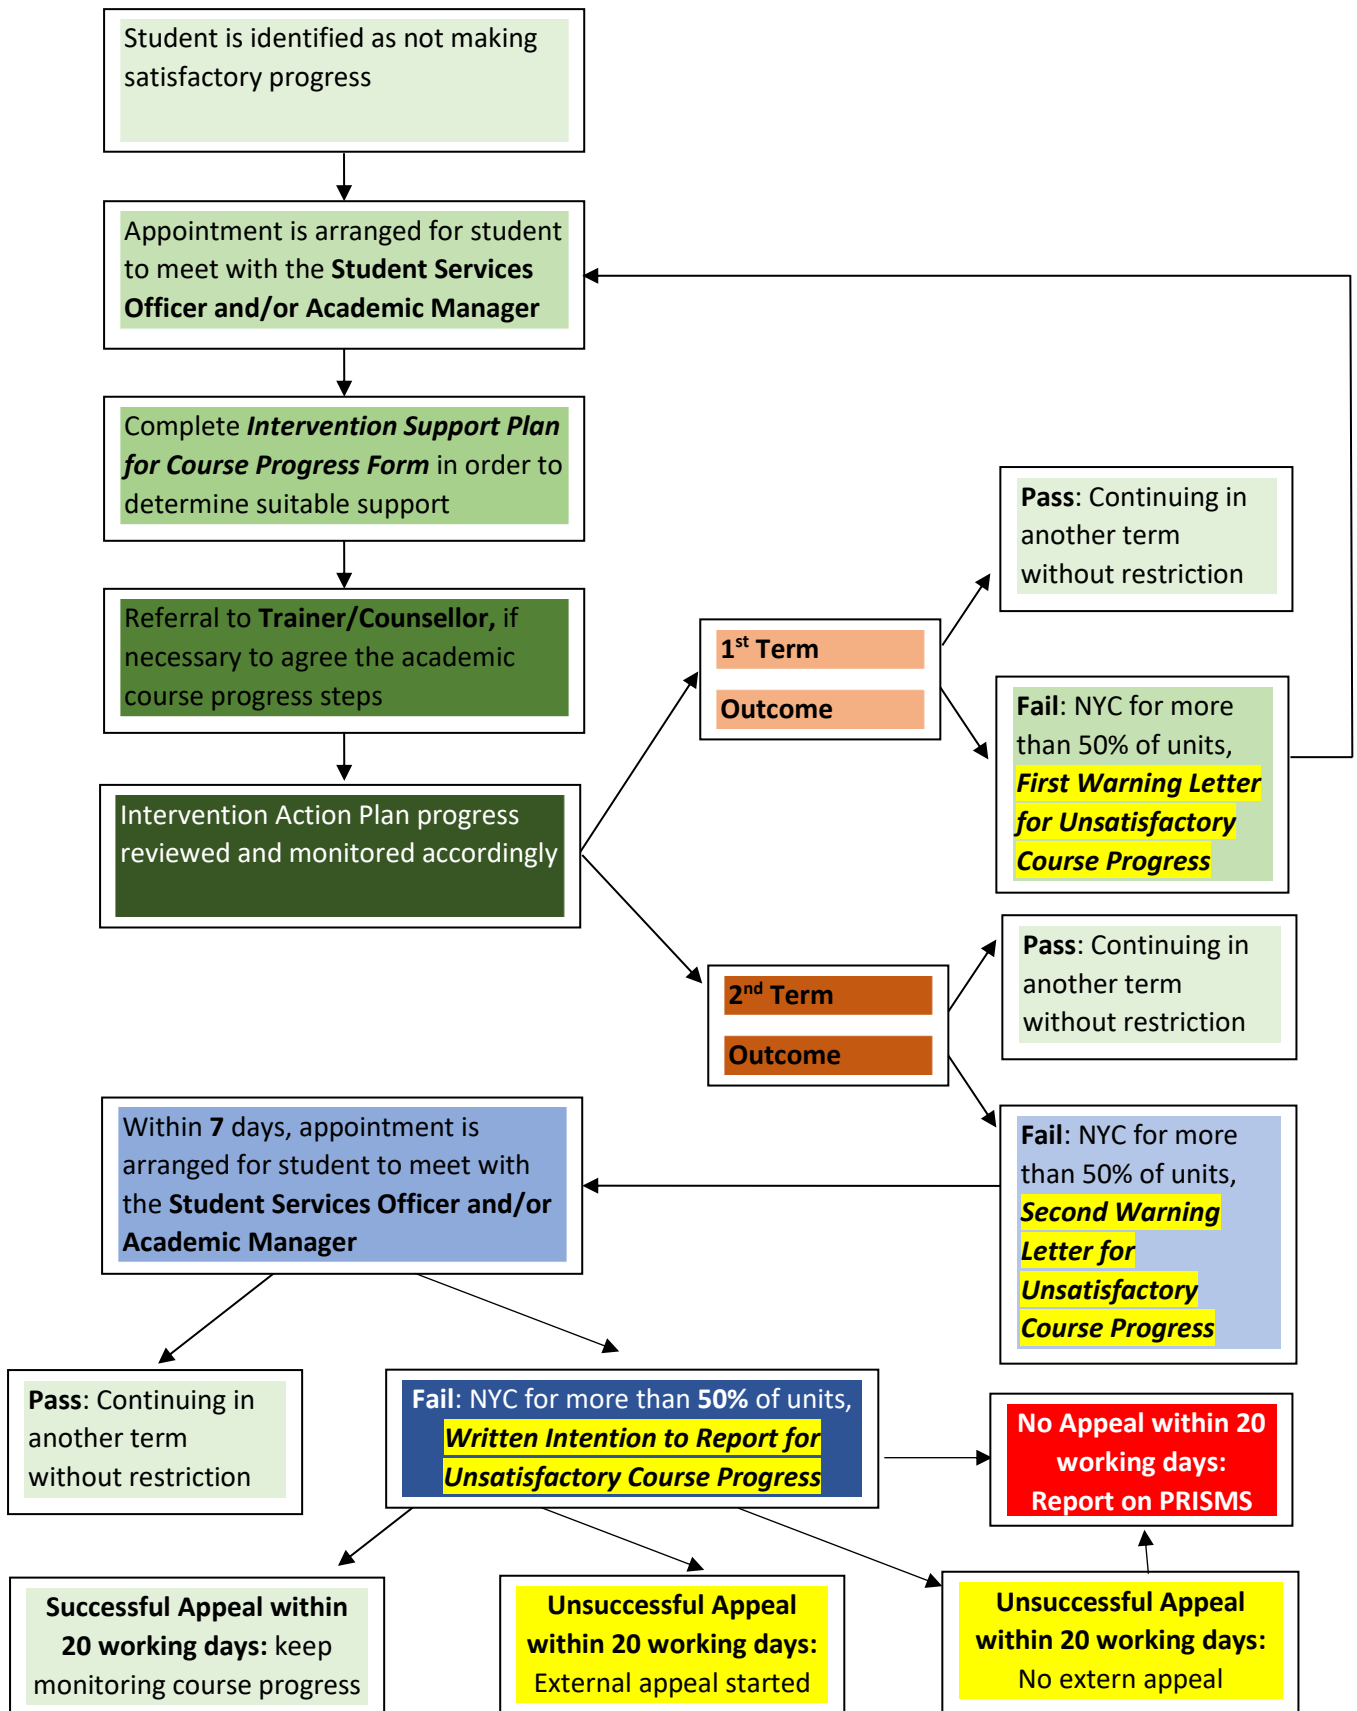 Student is identified as not making
satisfactory progress
Appointment is arranged for student
to meet with the Student Services
Officer and/or Academic Manager
Complete Intervention Support Plan
for Course Progress Form in order to
determine suitable support
Referral to Trainer/Counsellor, if
necessary to agree the academic
course progress steps
Intervention Action Plan progress
reviewed and monitored accordingly
1st Term
Outcome
Pass: Continuing in
another term
without restriction
Fail: NYC for more
than 50% of units,
First Warning Letter
for Unsatisfactory
Course Progress
2nd Term
Outcome
Pass: Continuing in
another term
without restriction
Fail: NYC for more
than 50% of units,
Second Warning
Letter for
Unsatisfactory
Course Progress
Within 7 days, appointment is
arranged for student to meet with
the Student Services Officer and/or
Academic Manager
Pass: Continuing in
another term
without restriction
Fail: NYC for more than 50% of units,
Written Intention to Report for
Unsatisfactory Course Progress
No Appeal within 20
working days:
Report on PRISMS
Successful Appeal within
20 working days: keep
monitoring course progress
Unsuccessful Appeal
within 20 working days:
External appeal started
Unsuccessful Appeal
within 20 working days:
No extern appeal